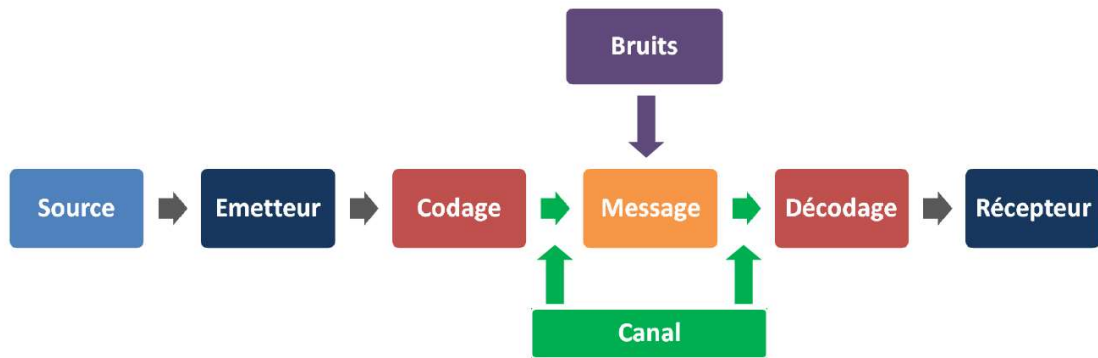 Bruits
Source
Emetteur
Codage
Message
Décodage
Récepteur
Canal